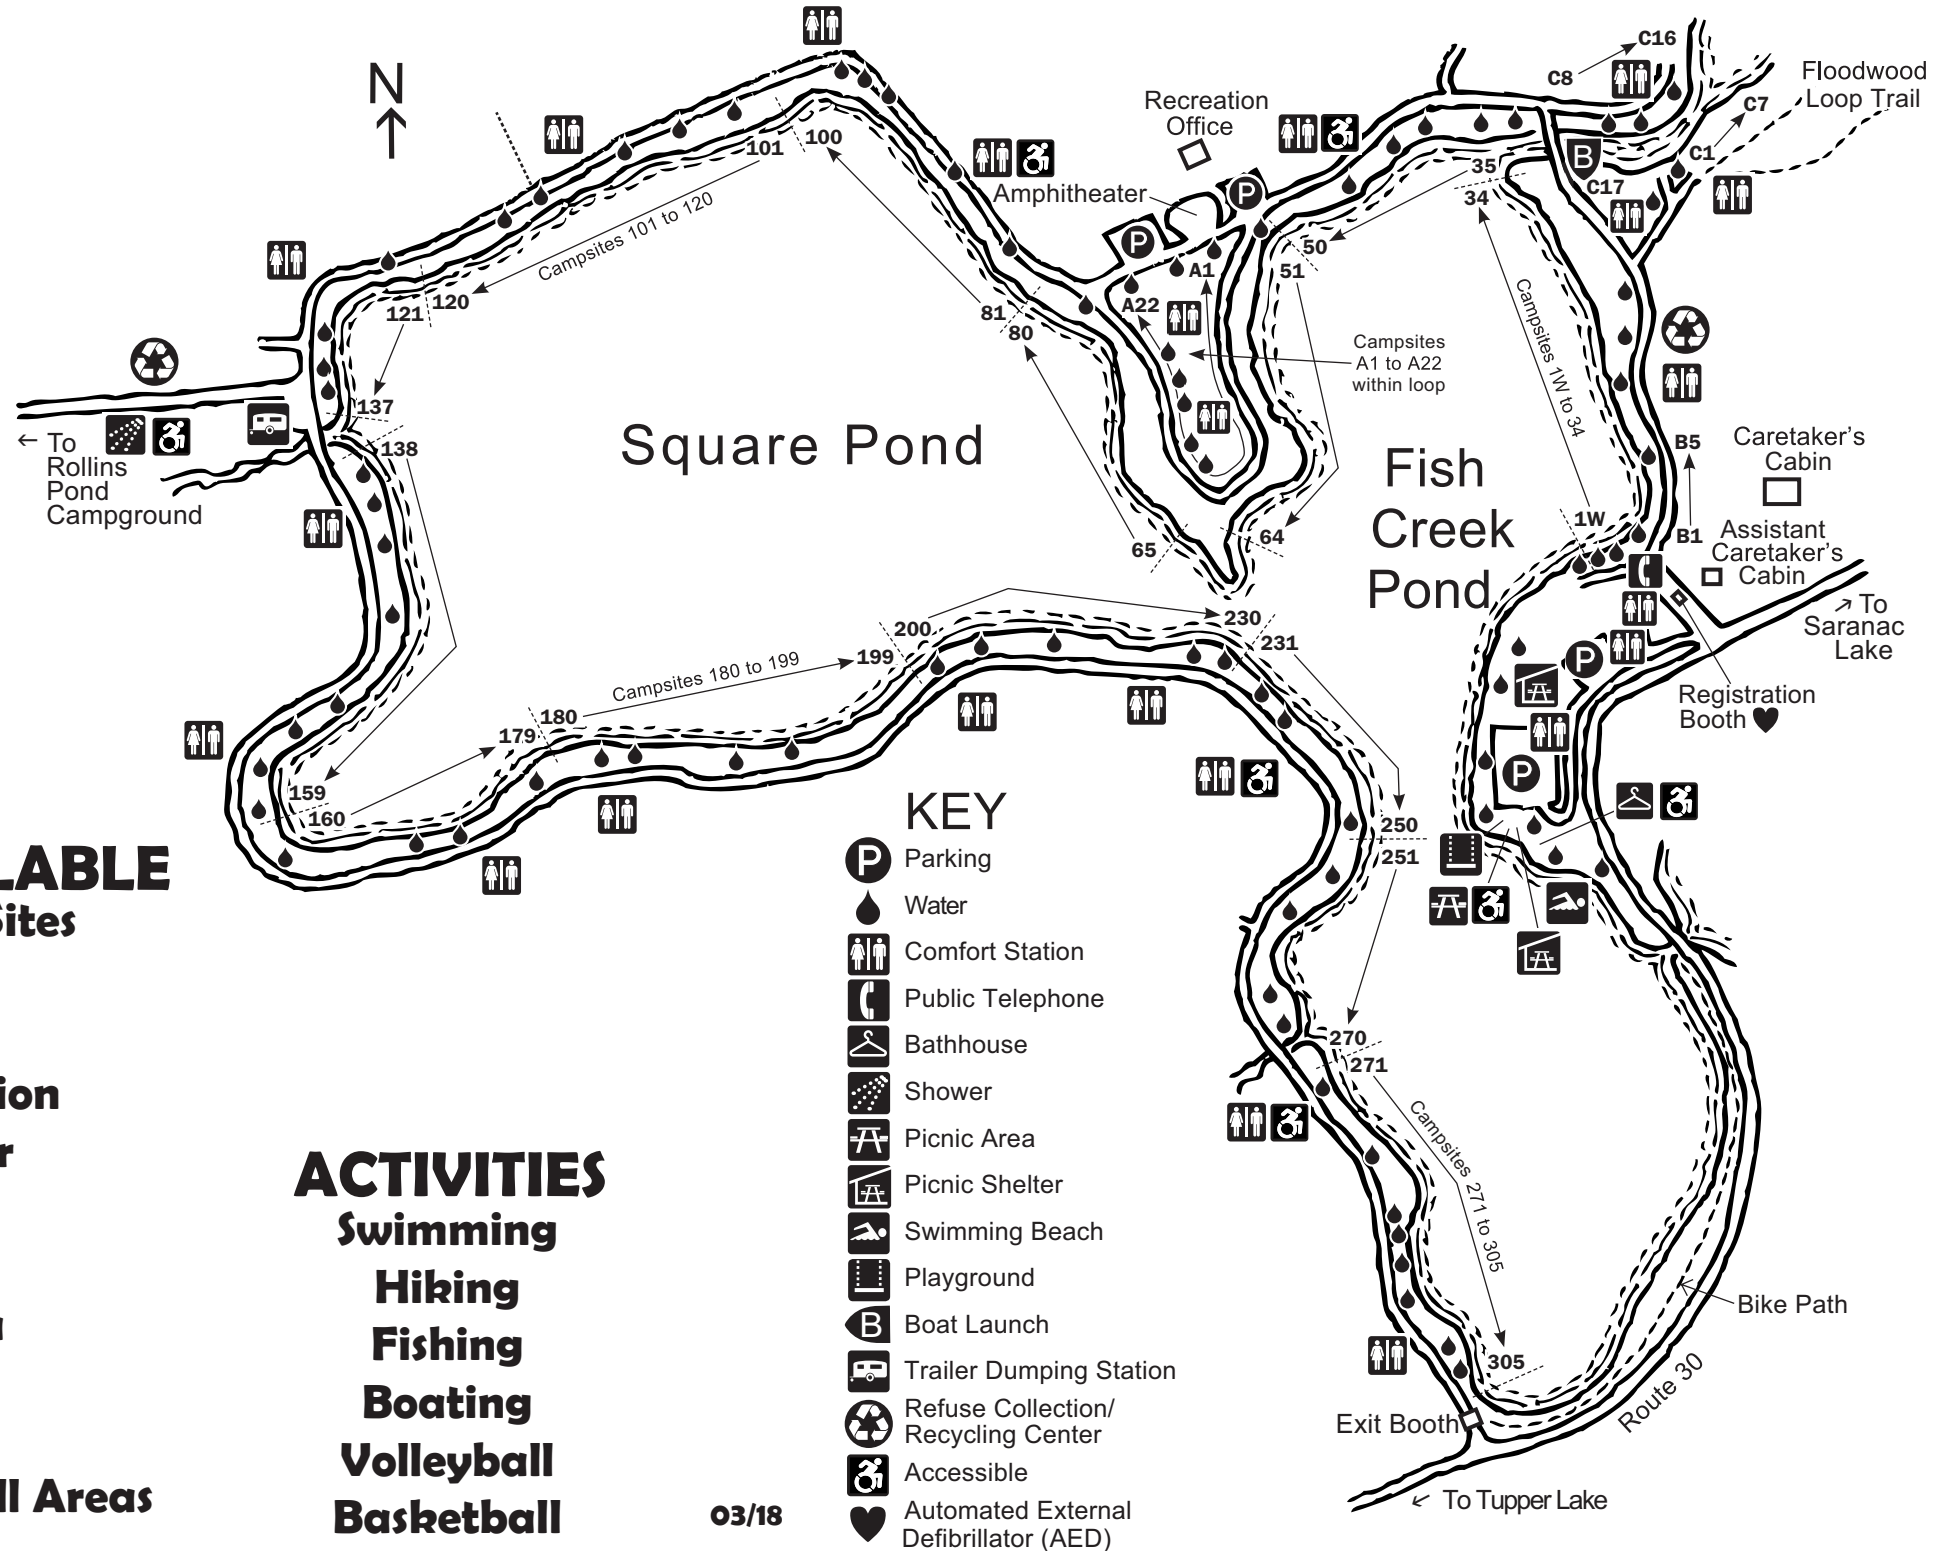 N
101
100
Campsites 101 to 120
120
121
137
138
← To
Rollins
Pond
Campground
Square Pond
Recreation
Office
Amphitheater
P
P
A1
A22
81
80
65
64
50
51
Campsites
A1 to A22
within loop
35
34
Campsites 1W to 34
1W
C8
C16
C7
C1
C17
B
Floodwood
Loop Trail
Fish
Creek
Pond
B5
B1
Caretaker's
Cabin
Assistant
Caretaker's
Cabin
To
Saranac
Lake
Registration
Booth
P
P
159
160
179
180
Campsites 180 to 199
199
200
230
231
250
251
270
271
Campsites 271 to 305
305
Exit Booth
Bike Path
Route 30
To Tupper Lake
KEY
P Parking
Water
Comfort Station
Public Telephone
Bathhouse
Shower
Picnic Area
Picnic Shelter
Swimming Beach
Playground
B Boat Launch
Trailer Dumping Station
Refuse Collection/
Recycling Center
Accessible
Automated External
Defibrillator (AED)
LABLE
Sites
ion
r
ll Areas
ACTIVITIES
Swimming
Hiking
Fishing
Boating
Volleyball
Basketball
03/18